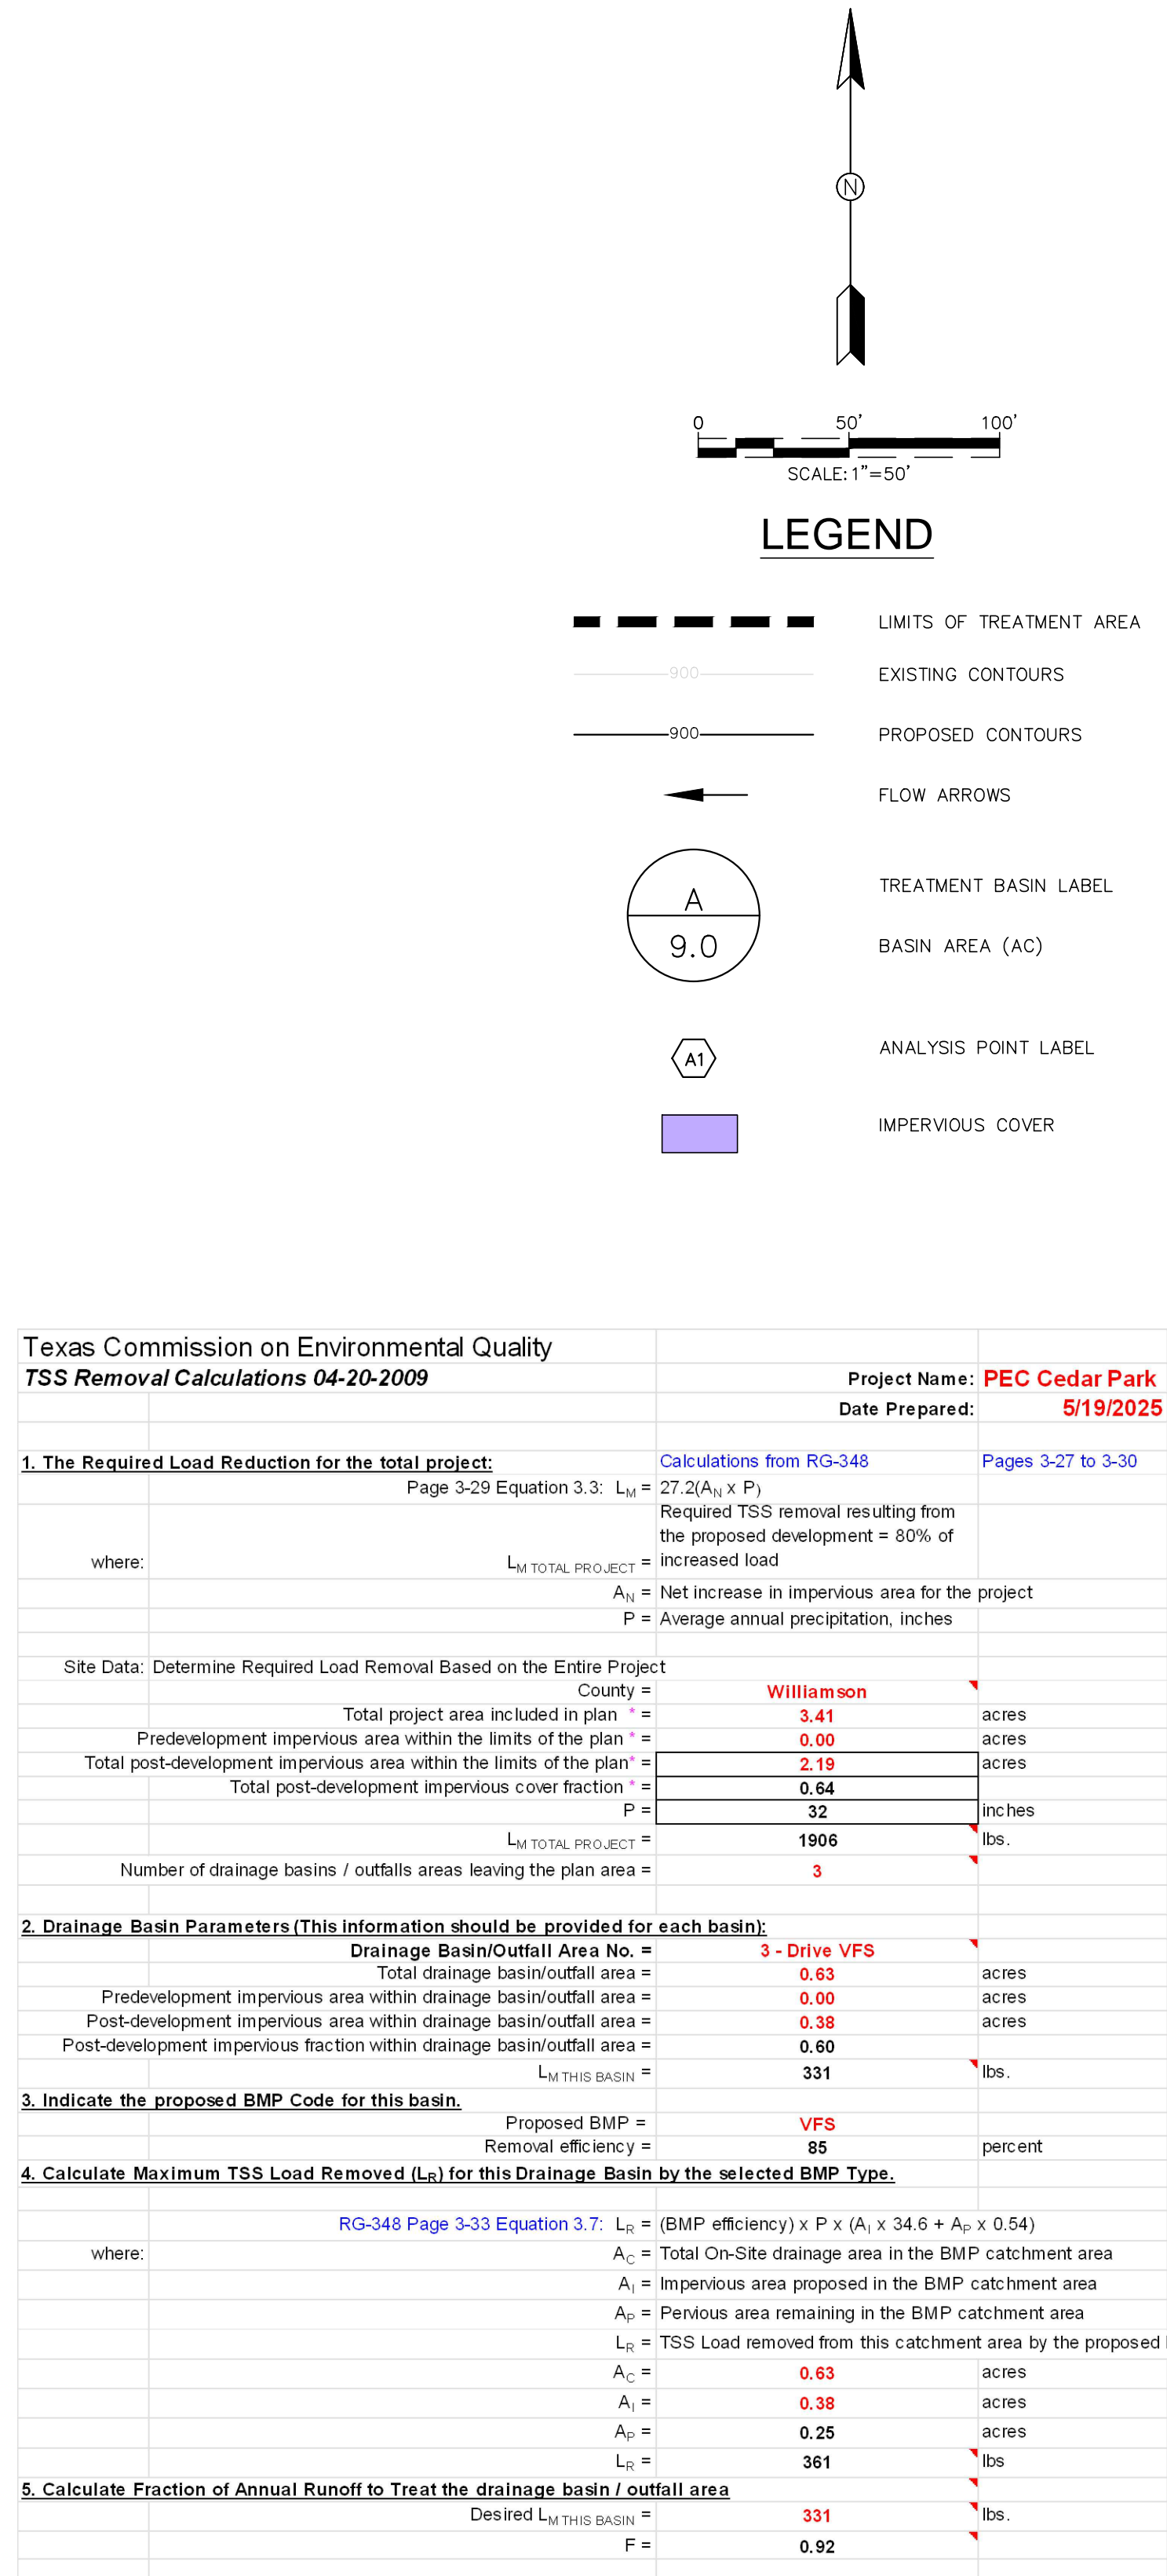 N
0 50' 100'
SCALE: 1"=50'
LEGEND
LIMITS OF TREATMENT AREA
900 EXISTING CONTOURS
900 PROPOSED CONTOURS
FLOW ARROWS
A TREATMENT BASIN LABEL
9.0 BASIN AREA (AC)
A1 ANALYSIS POINT LABEL
IMPERVIOUS COVER
Texas Commission on Environmental Quality
TSS Removal Calculations 04-20-2009 Project Name: PEC Cedar Park
Date Prepared: 5/19/2025
1. The Required Load Reduction for the total project: Calculations from RG-348 Pages 3-27 to 3-30
Page 3-29 Equation 3.3: LM = 27.2(AN x P)
Required TSS removal resulting from
the proposed development = 80% of
where: LM TOTAL PROJECT = increased load
AN = Net increase in impervious area for the project
P = Average annual precipitation, inches
Site Data: Determine Required Load Removal Based on the Entire Project
County = Williamson
Total project area included in plan * = 3.41 acres
Predevelopment impervious area within the limits of the plan * = 0.00 acres
Total post-development impervious area within the limits of the plan* = 2.19 acres
Total post-development impervious cover fraction * = 0.64
P = 32 inches
LM TOTAL PROJECT = 1906 lbs.
Number of drainage basins / outfalls areas leaving the plan area = 3
2. Drainage Basin Parameters (This information should be provided for each basin):
Drainage Basin/Outfall Area No. = 3 - Drive VFS
Total drainage basin/outfall area = 0.63 acres
Predevelopment impervious area within drainage basin/outfall area = 0.00 acres
Post-development impervious area within drainage basin/outfall area = 0.38 acres
Post-development impervious fraction within drainage basin/outfall area = 0.60
LM THIS BASIN = 331 lbs.
3. Indicate the proposed BMP Code for this basin.
Proposed BMP = VFS
Removal efficiency = 85 percent
4. Calculate Maximum TSS Load Removed (LR) for this Drainage Basin by the selected BMP Type.
RG-348 Page 3-33 Equation 3.7: LR = (BMP efficiency) x P x (AI x 34.6 + AP x 0.54)
where: AC = Total On-Site drainage area in the BMP catchment area
AI = Impervious area proposed in the BMP catchment area
AP = Pervious area remaining in the BMP catchment area
LR = TSS Load removed from this catchment area by the proposed
AC = 0.63 acres
AI = 0.38 acres
AP = 0.25 acres
LR = 361 lbs
5. Calculate Fraction of Annual Runoff to Treat the drainage basin / outfall area
Desired LM THIS BASIN = 331 lbs.
F = 0.92